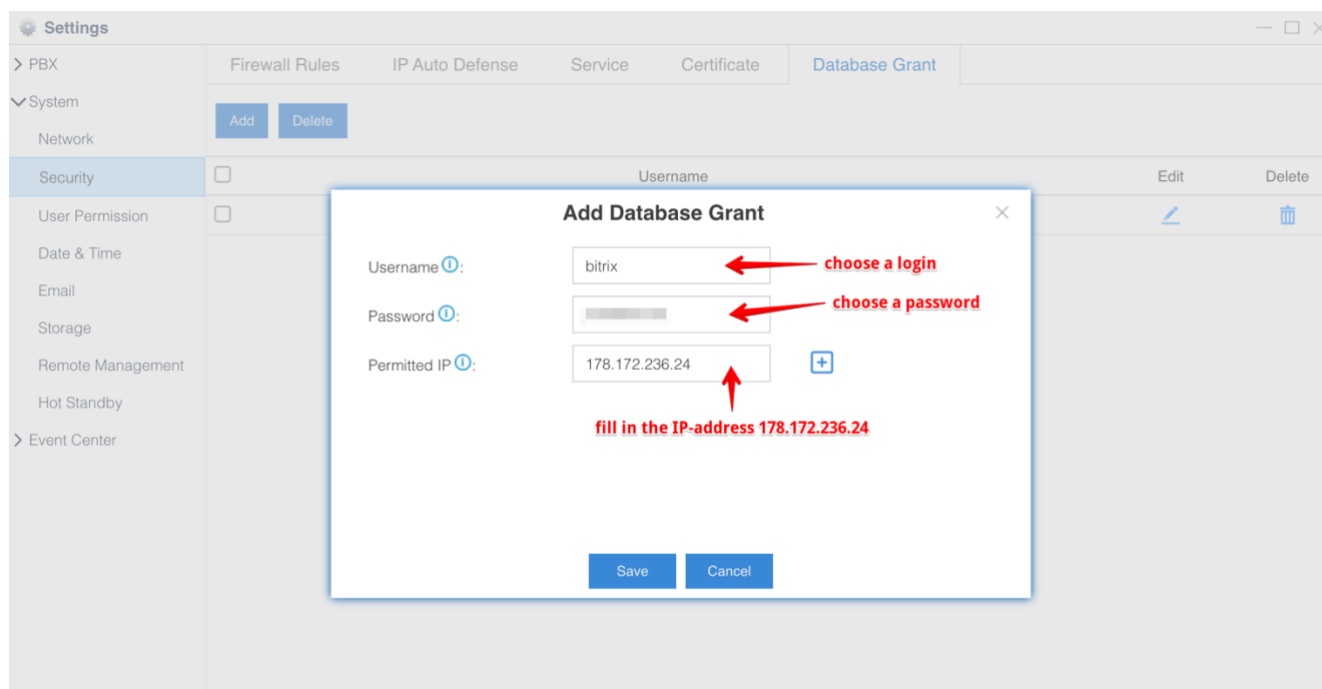 Settings
PBX
System
Network
Security
User Permission
Date & Time
Email
Storage
Remote Management
Hot Standby
Event Center
Firewall Rules IP Auto Defense Service Certificate Database Grant
Add Delete
Username Edit Delete
Add Database Grant
Username : bitrix choose a login
Password : choose a password
Permitted IP : 178.172.236.24
fill in the IP-address 178.172.236.24
Save Cancel